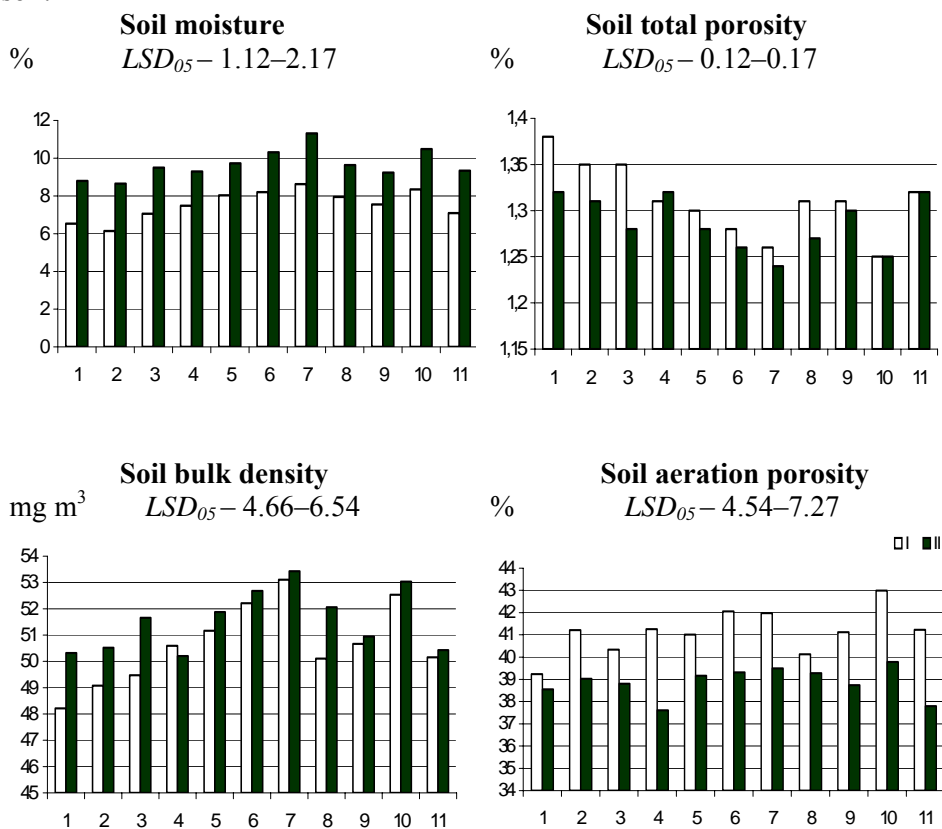 Soil moisture
% LSD05 – 1.12–2.17
12
10
8
6
4
2
0
1 2 3 4 5 6 7 8 9 10 11
Soil total porosity
% LSD05 – 0.12–0.17
1,4
1,35
1,3
1,25
1,2
1,15
1 2 3 4 5 6 7 8 9 10 11
Soil bulk density
mg m3 LSD05 – 4.66–6.54
54
53
52
51
50
49
48
47
46
45
1 2 3 4 5 6 7 8 9 10 11
Soil aeration porosity
% LSD05 – 4.54–7.27
I II
44
43
42
41
40
39
38
37
36
35
34
1 2 3 4 5 6 7 8 9 10 11